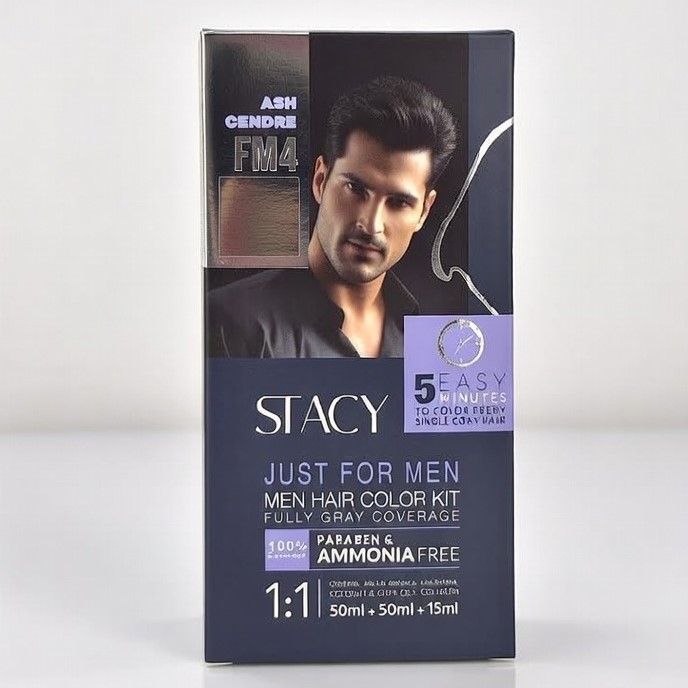 ASH
CENDRE
FM4
5 EASY
MINUTES
TO COLOR
SINGLE
STACY
JUST FOR MEN
MEN HAIR COLOR KIT
FULLY GRAY COVERAGE
100%
PARABEN &
AMMONIA FREE
1:1
50ml + 50ml + 15ml